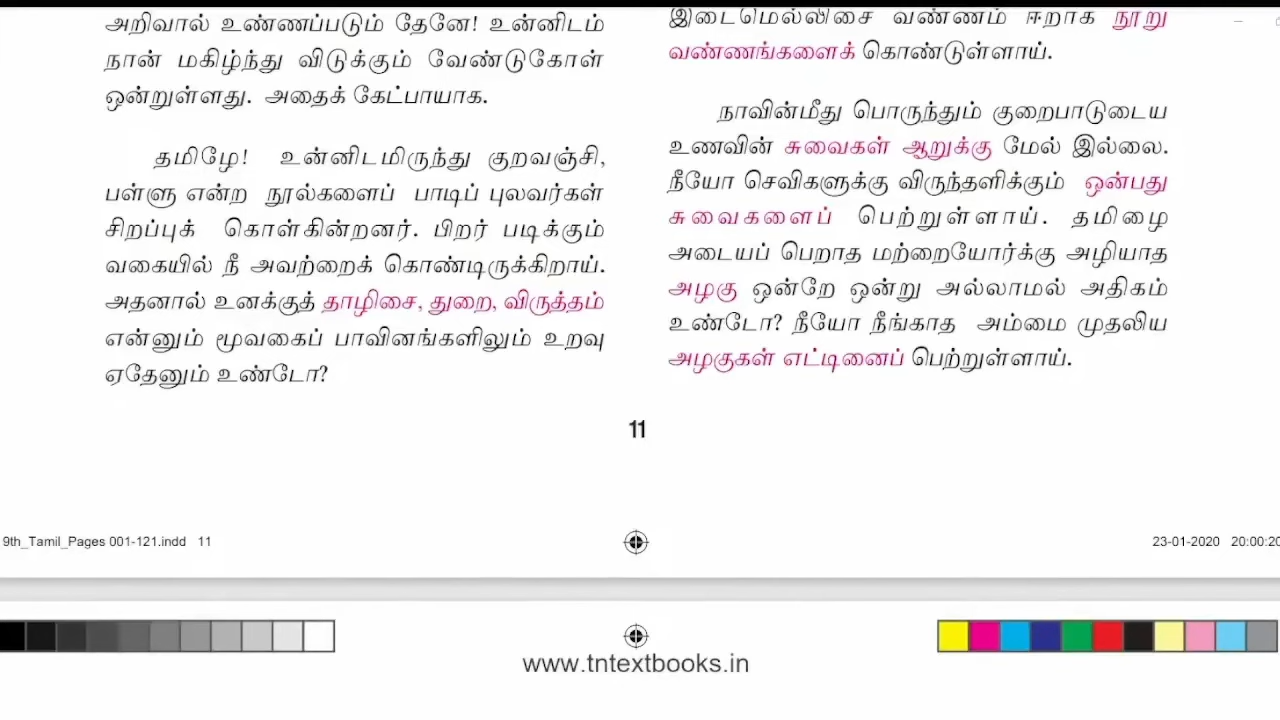 அறிவால் உண்ணப்படும் தேனே! உன்னிடம்
நான் மகிழ்ந்து விடுக்கும் வேண்டுகோள்
ஒன்றுள்ளது. அதைக் கேட்பாயாக.
தமிழே! உன்னிடமிருந்து குறவஞ்சி,
பள்ளு என்ற நூல்களைப் பாடிப் புலவர்கள்
சிறப்புக் கொள்கின்றனர். பிறர் படிக்கும்
வகையில் நீ அவற்றைக் கொண்டிருக்கிறாய்.
அதனால் உனக்குத் தாழிசை, துறை, விருத்தம்
என்னும் மூவகைப் பாவினங்களிலும் உறவு
ஏதேனும் உண்டோ?
இடைமெல்லிசை வண்ணம் ஈறாக நூறு
வண்ணங்களைக் கொண்டுள்ளாய்.
நாவின்மீது பொருந்தும் குறைபாடுடைய
உணவின் சுவைகள் ஆறுக்கு மேல் இல்லை.
நீயோ செவிகளுக்கு விருந்தளிக்கும் ஒன்பது
சுவைகளைப் பெற்றுள்ளாய். தமிழை
அடையப் பெறாத மற்றையோர்க்கு அழியாத
அழகு ஒன்றே ஒன்று அல்லாமல் அதிகம்
உண்டோ? நீயோ நீங்காத அம்மை முதலிய
அழகுகள் எட்டினைப் பெற்றுள்ளாய்.
11
9th_Tamil_Pages 001-121.indd 11
23-01-2020 20:00:20
www.tntextbooks.in